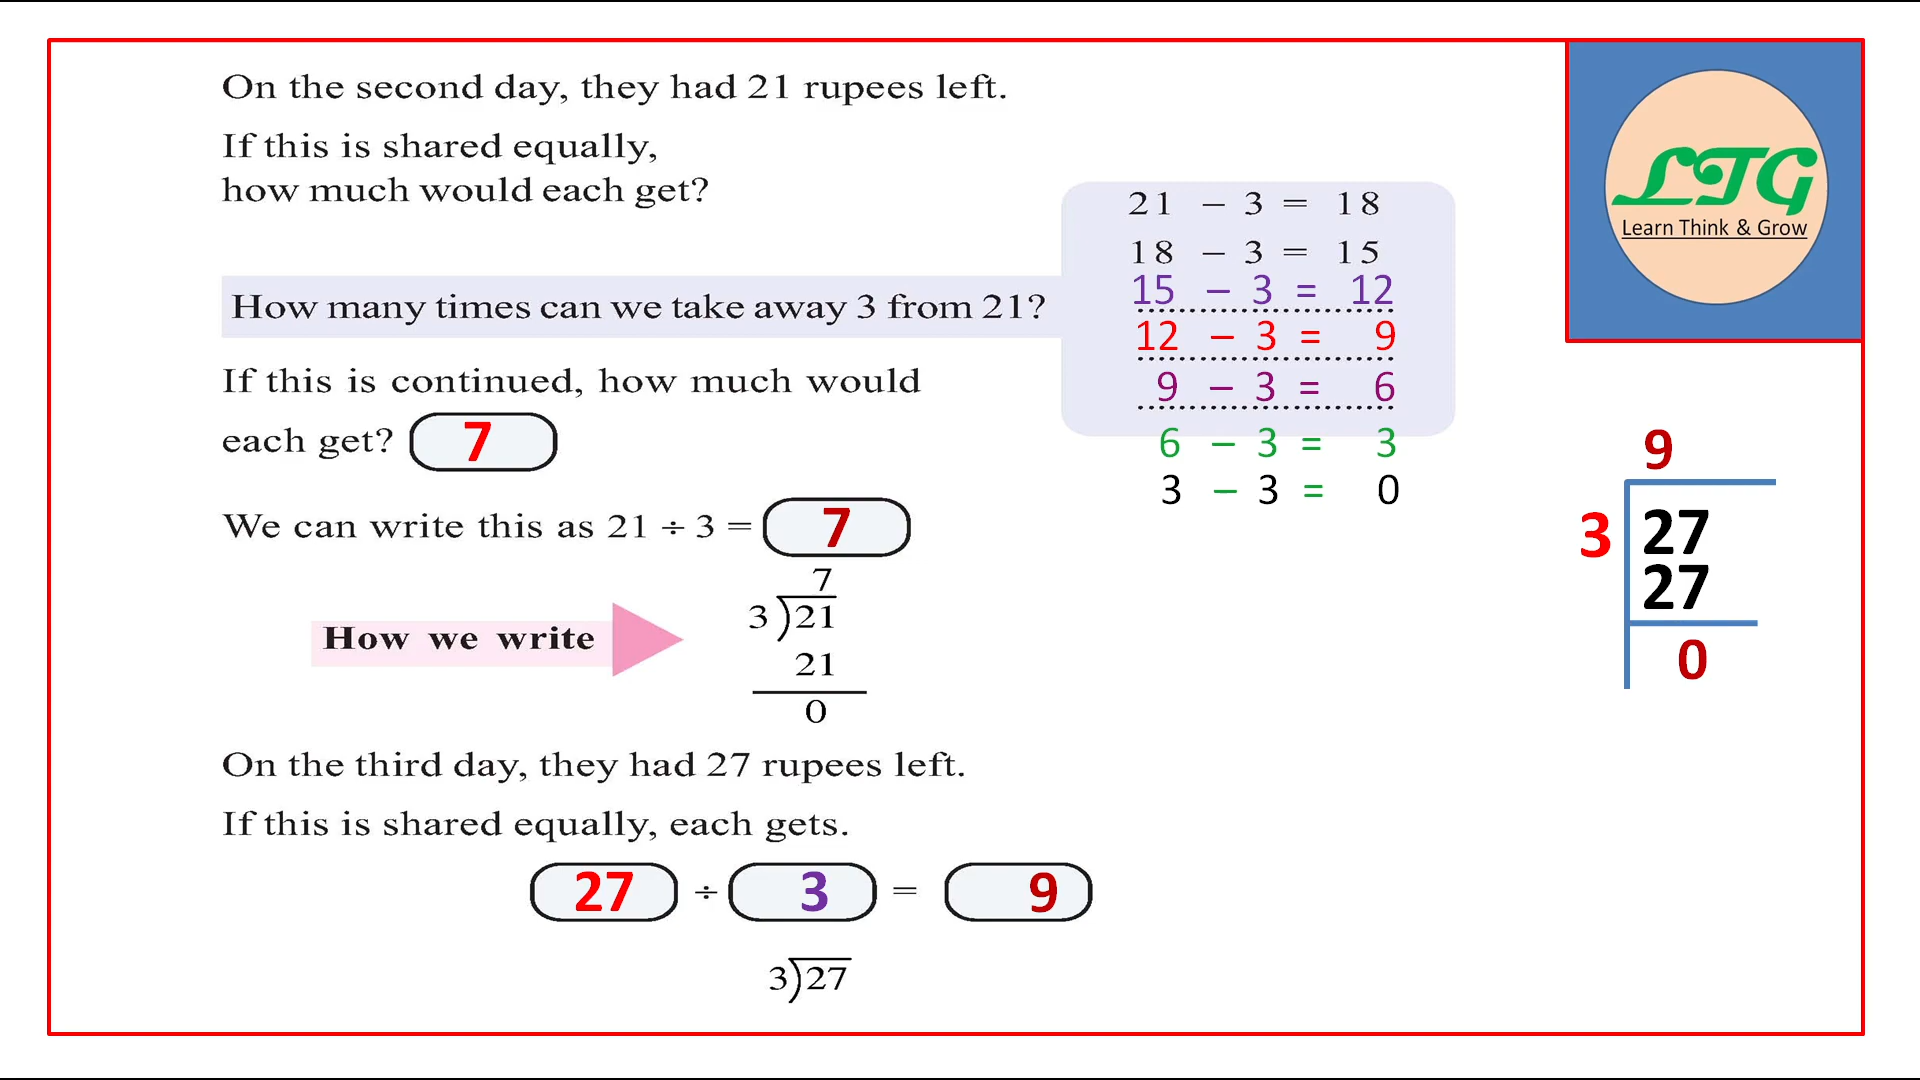 On the second day, they had 21 rupees left.
If this is shared equally,
how much would each get?
How many times can we take away 3 from 21?
21 − 3 = 18
18 − 3 = 15
15 − 3 = 12
12 − 3 = 9
9 − 3 = 6
6 − 3 = 3
3 − 3 = 0
If this is continued, how much would
each get? 7
We can write this as 21 ÷ 3 = 7
How we write
7
3)21
21
0
On the third day, they had 27 rupees left.
If this is shared equally, each gets.
27 ÷ 3 = 9
3)27
LTG
Learn Think & Grow
9
3 27
27
0